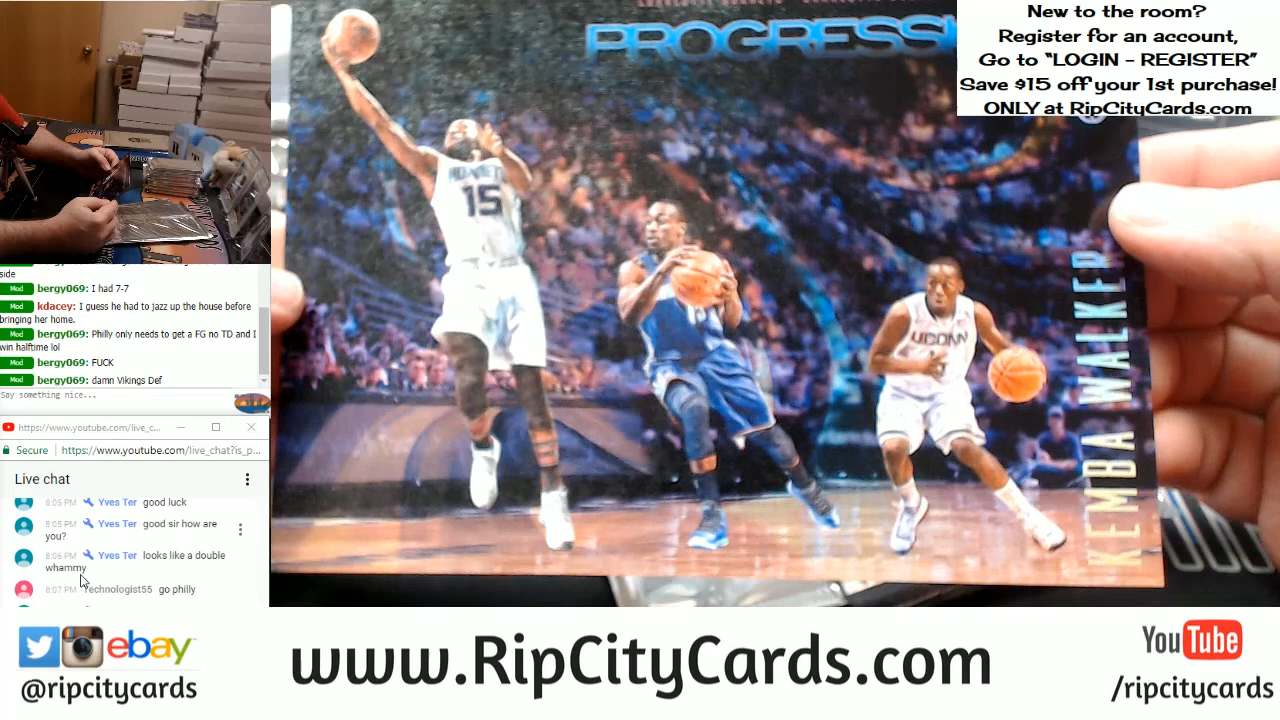 New to the room?
Register for an account,
Go to "LOGIN - REGISTER"
Save $15 off your 1st purchase!
ONLY at RipCityCards.com
15
UCONN
KEMBA WALKER
side
Mod bergy069: I had 7-7
Mod kdacey: I guess he had to jazz up the house before
bringing her home.
Mod bergy069: Philly only needs to get a FG no TD and I
win halftime lol
Mod bergy069: FUCK
Mod bergy069: damn Vikings Def
Say something nice...
https://www.youtube.com/live_c...
Secure https://www.youtube.com/live_chat?is_p...
Live chat
8:05 PM Yves Ter good luck
8:05 PM Yves Ter good sir how are
you?
8:06 PM Yves Ter looks like a double
whammy
8:07 PM Technologist55 go philly
ebay
@ripcitycards
www.RipCityCards.com
YouTube
/ripcitycards